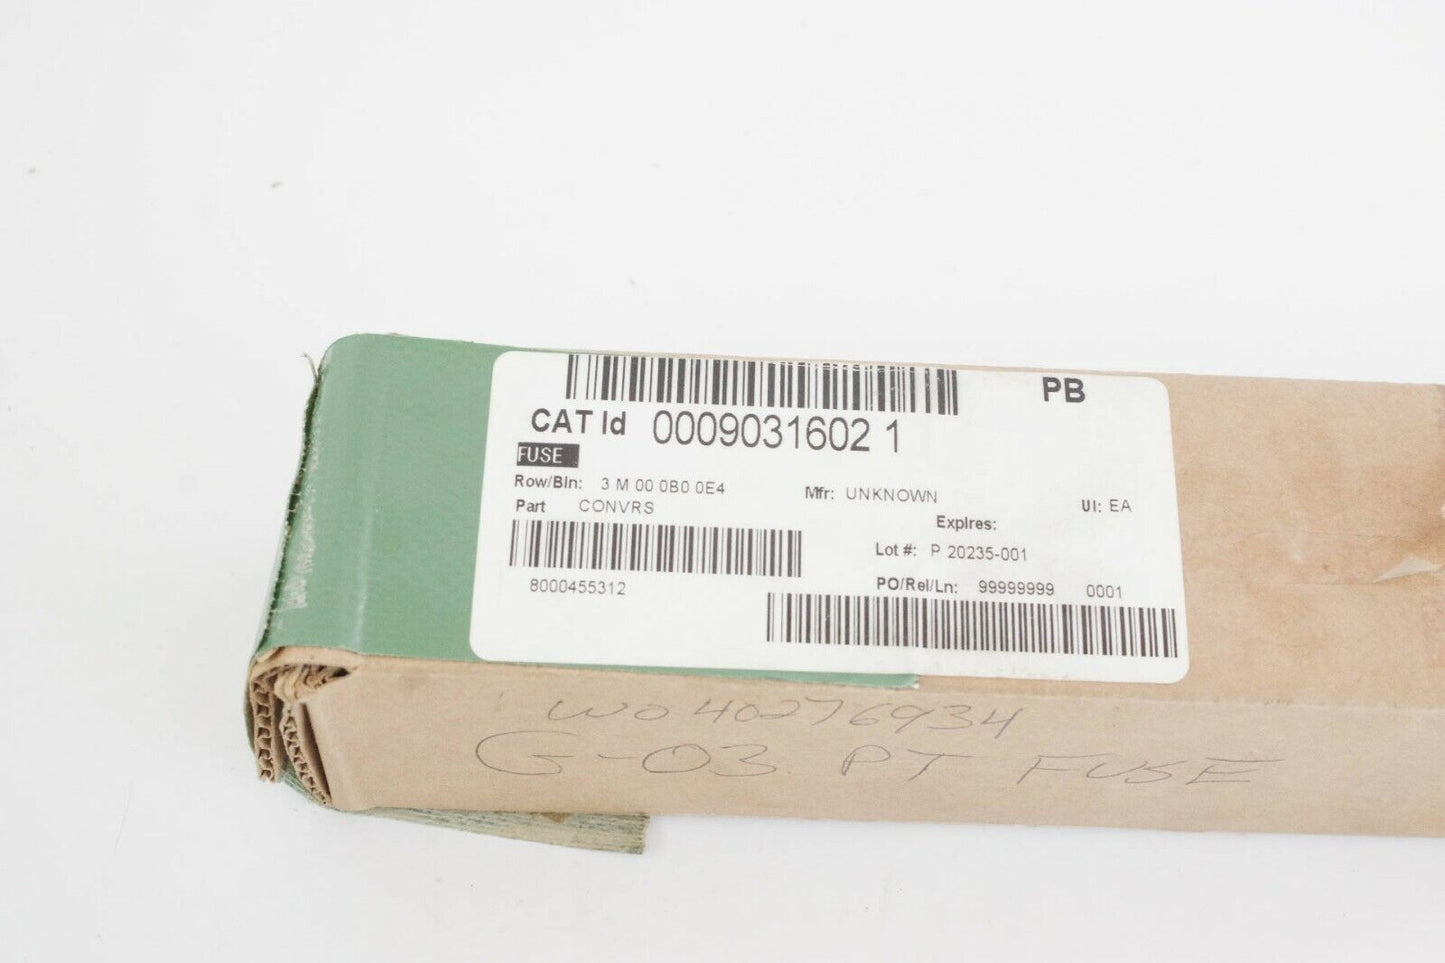 PB
CAT Id 0009031602 1
FUSE
Row/Bin: 3 M 00 0B0 0E4 Mfr: UNKNOWN UI: EA
Part CONVRS Expires:
Lot #: P 20235-001
8000455312 PO/Rel/Ln: 99999999 0001
WO 40276934
G-03 PT FUSE